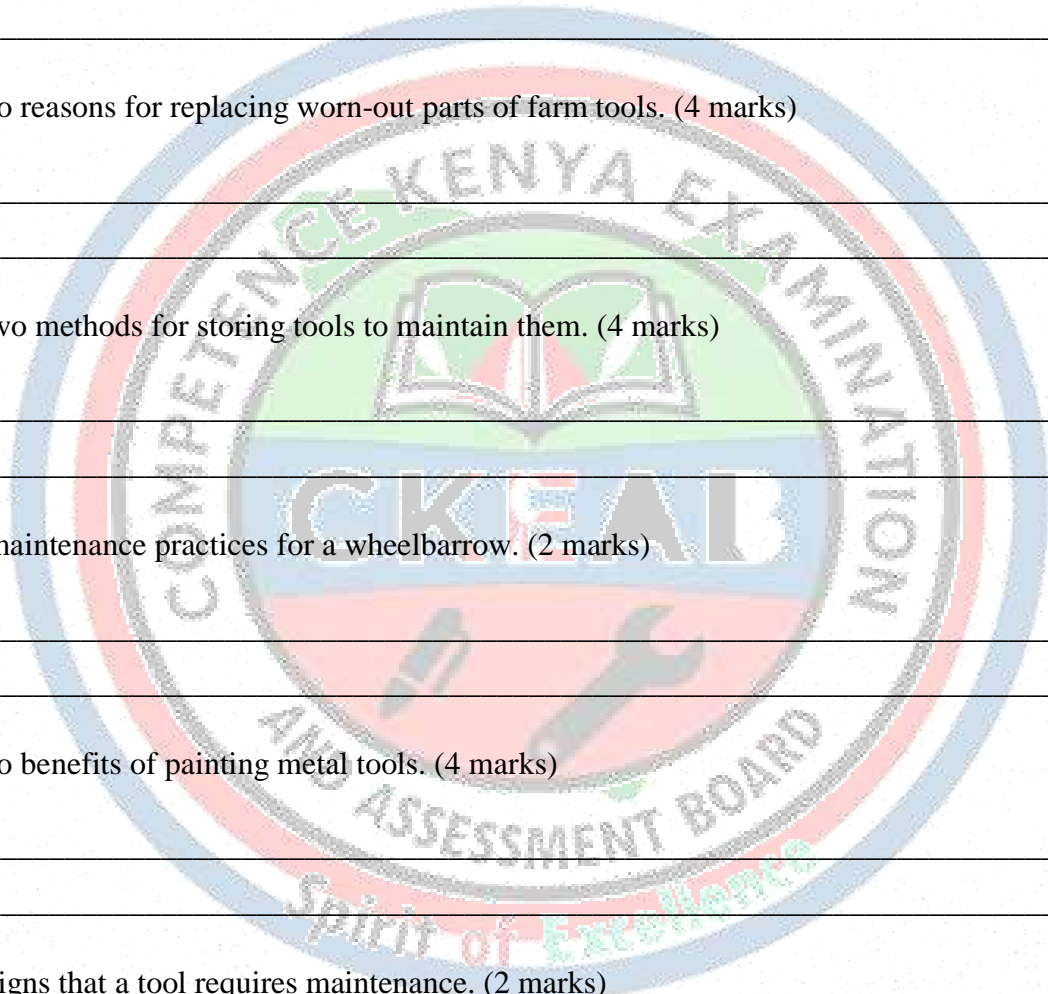 o reasons for replacing worn-out parts of farm tools. (4 marks)
COMPETENCE KENYA EXAMINATION
wo methods for storing tools to maintain them. (4 marks)
CKEAB
naintenance practices for a wheelbarrow. (2 marks)
o benefits of painting metal tools. (4 marks)
AND ASSESSMENT BOARD
Spirit of Excellence
igns that a tool requires maintenance. (2 marks)